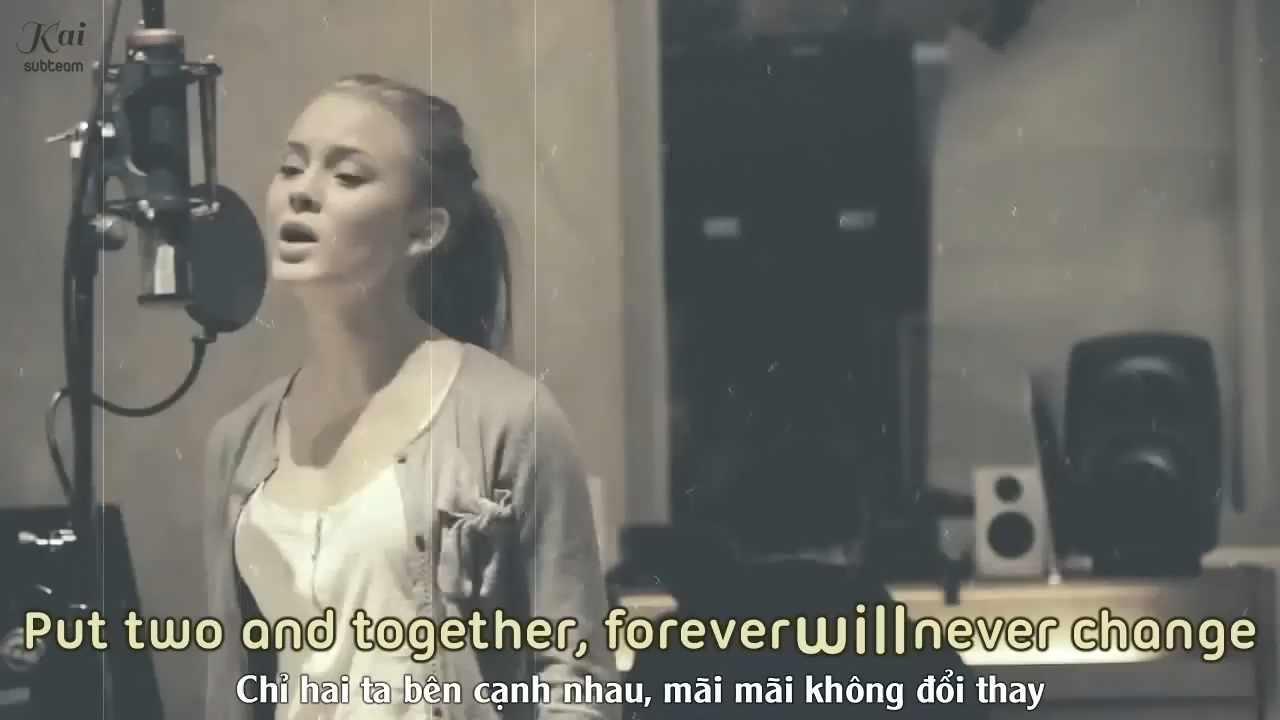 Kai
subteam
Put two and together, forever will never change
Chỉ hai ta bên cạnh nhau, mãi mãi không đổi thay